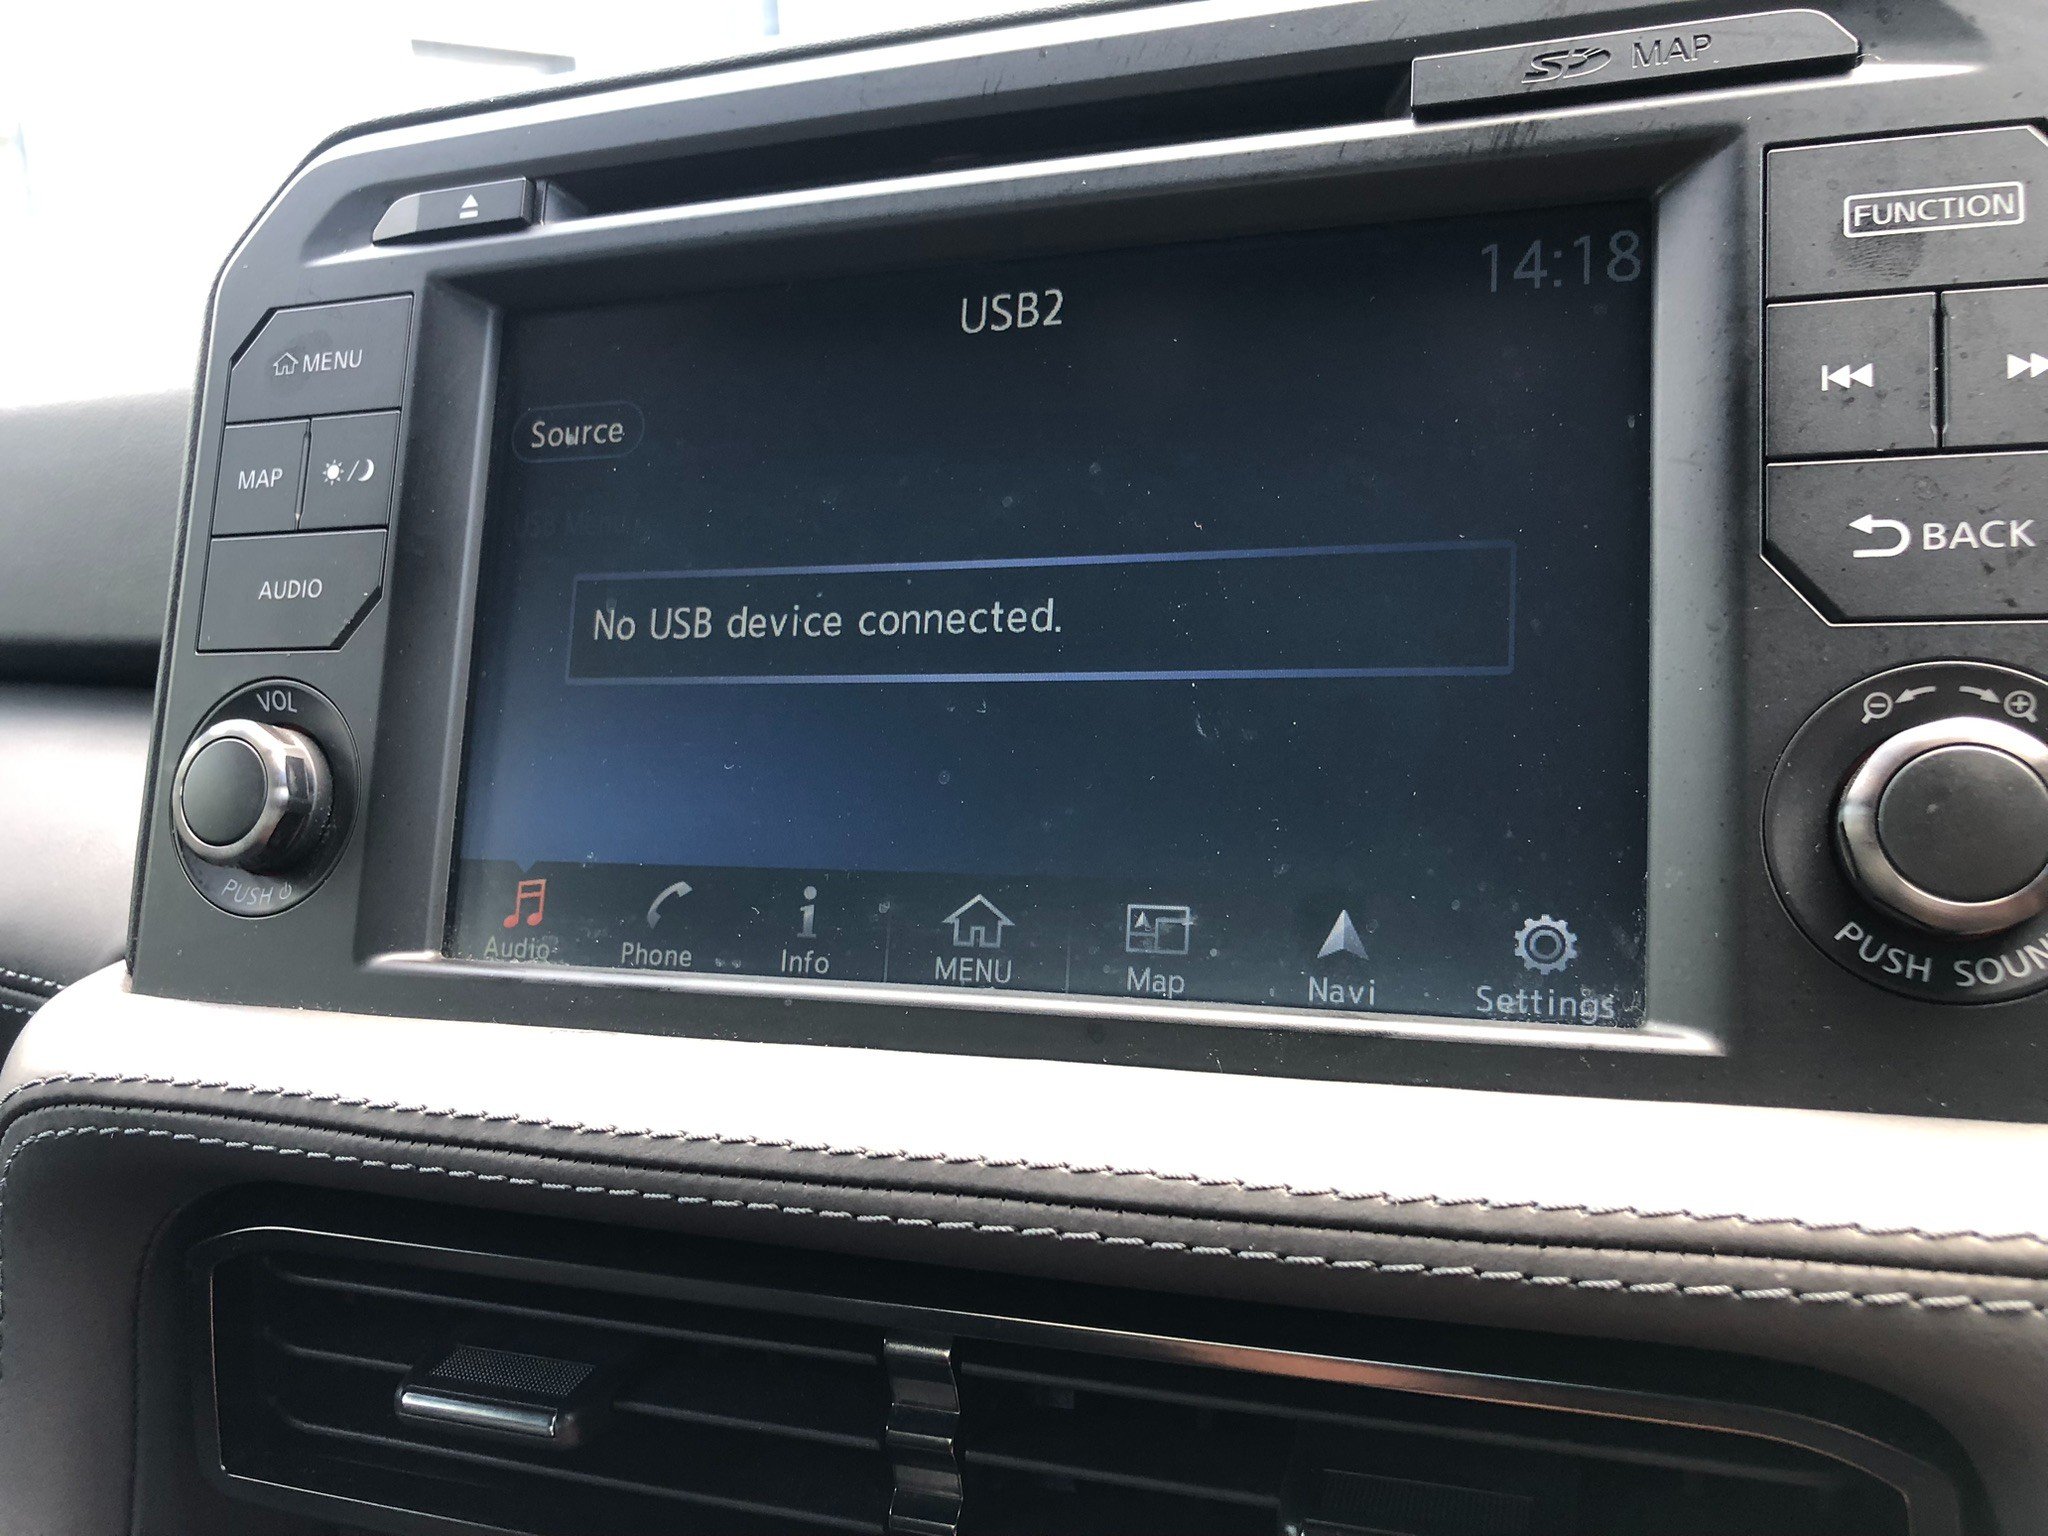 SD MAP
FUNCTION
14:18
USB2
MENU
Source
MAP
BACK
AUDIO
No USB device connected.
VOL
PUSH
Audio
Phone
Info
MENU
Map
Navi
Settings
PUSH SOUN